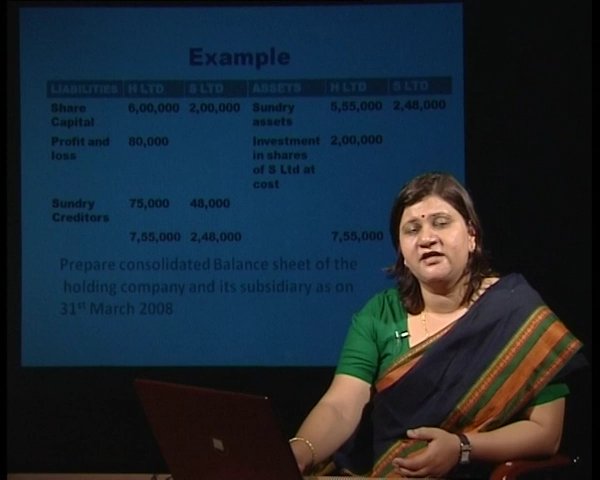 Example
LIABILITIES H LTD S LTD ASSETS H LTD S LTD
Share Capital 6,00,000 2,00,000 Sundry assets 5,55,000 2,48,000
Profit and loss 80,000 Investment in shares of S Ltd at cost 2,00,000
Sundry Creditors 75,000 48,000
7,55,000 2,48,000 7,55,000
Prepare consolidated Balance sheet of the
holding company and its subsidiary as on
31st March 2008